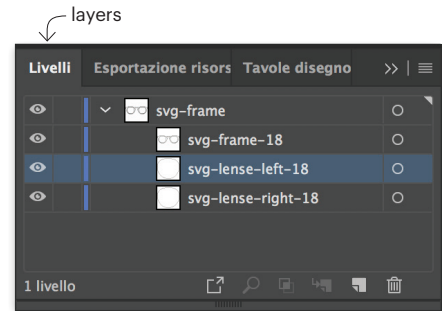 layers
Livelli Esportazione risors Tavole disegno
svg-frame
svg-frame-18
svg-lense-left-18
svg-lense-right-18
1 livello